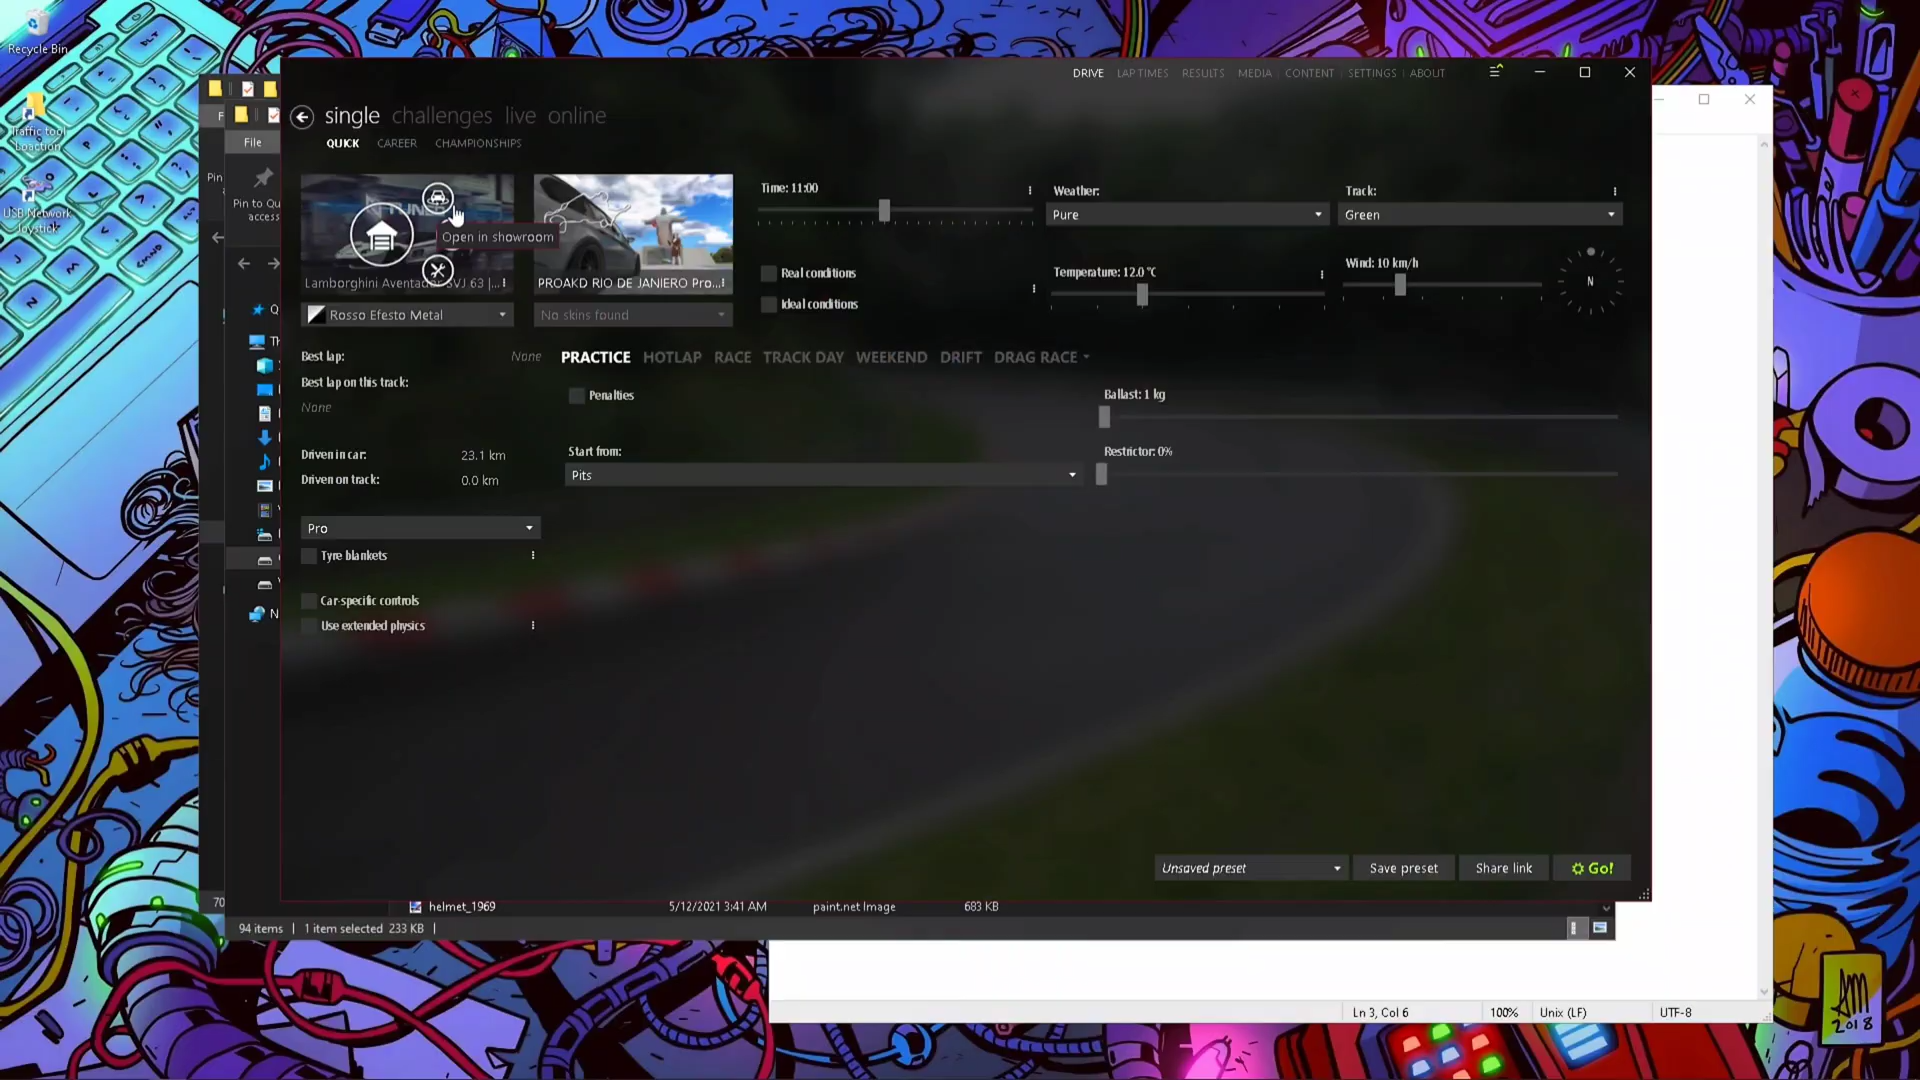 Recycle Bin
Traffic tool
Loaction
USB Network
Joystick
File
Pin
Pin to Qu
access
DRIVE LAP TIMES RESULTS MEDIA CONTENT SETTINGS ABOUT
single challenges live online
QUICK CAREER CHAMPIONSHIPS
Open in showroom
Lamborghini Aventador SVJ 63 |...
PROAKD RIO DE JANIERO Pro...
Rosso Efesto Metal
No skins found
Time: 11:00
Real conditions
Ideal conditions
Weather:
Pure
Temperature: 12.0 °C
Track:
Green
Wind: 10 km/h
N
Best lap: None
Best lap on this track:
None
Driven in car: 23.1 km
Driven on track: 0.0 km
Pro
Tyre blankets
Car-specific controls
Use extended physics
PRACTICE HOTLAP RACE TRACK DAY WEEKEND DRIFT DRAG RACE
Penalties
Start from:
Pits
Ballast: 1 kg
Restrictor: 0%
Unsaved preset Save preset Share link Go!
70
helmet_1969 5/12/2021 3:41 AM paint.net Image 683 KB
94 items 1 item selected 233 KB
Ln 3, Col 6 100% Unix (LF) UTF-8
AM
2018